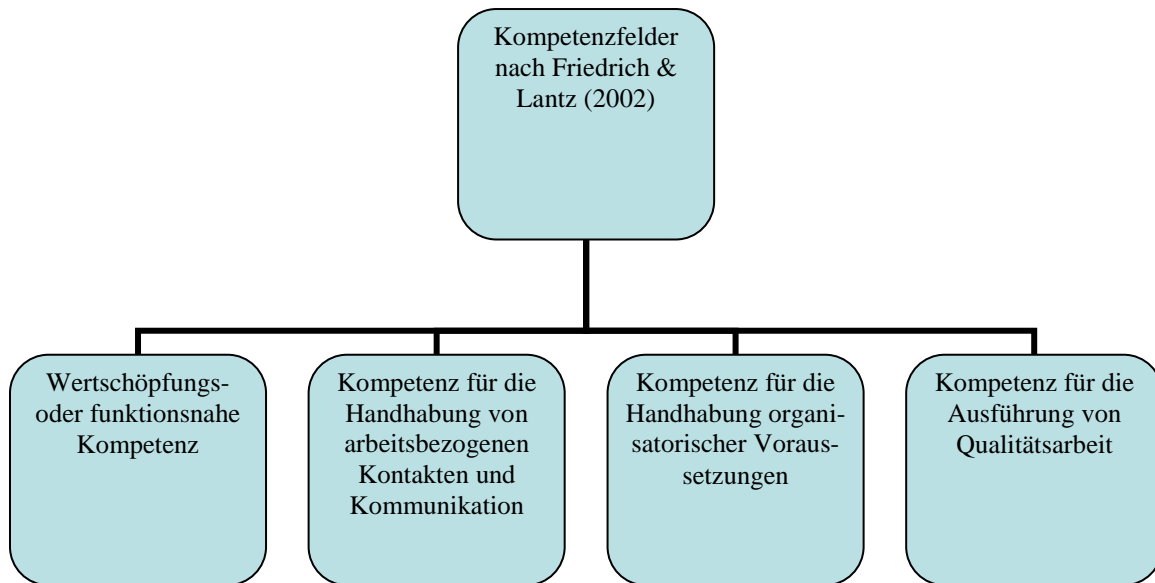 Kompetenzfelder
nach Friedrich &
Lantz (2002)
Wertschöpfungs-
oder funktionsnahe
Kompetenz
Kompetenz für die
Handhabung von
arbeitsbezogenen
Kontakten und
Kommunikation
Kompetenz für die
Handhabung organi-
satorischer Voraus-
setzungen
Kompetenz für die
Ausführung von
Qualitätsarbeit